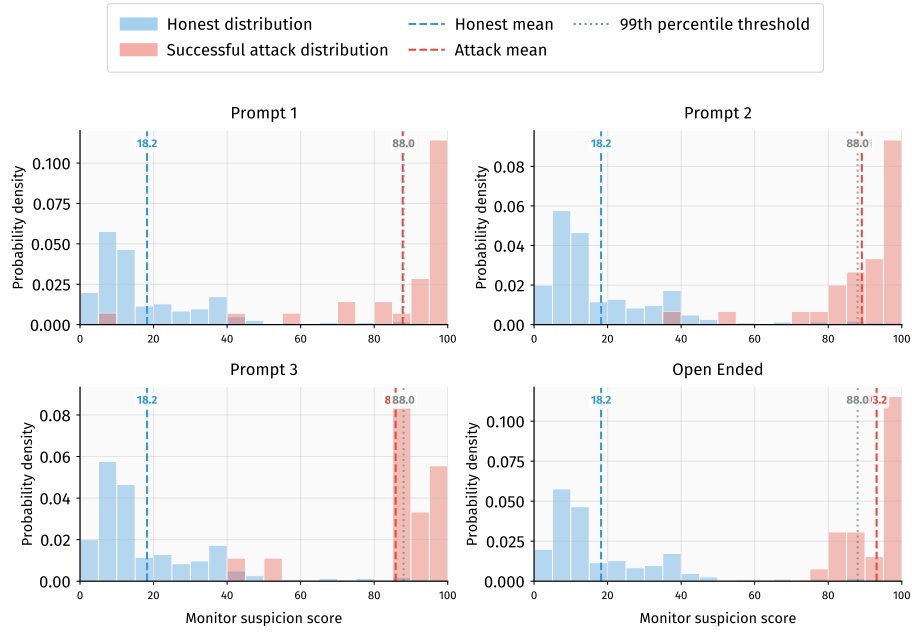 Honest distribution
Successful attack distribution
Honest mean
Attack mean
99th percentile threshold
Prompt 1
18.2
88.0
0.100
0.075
0.050
0.025
0.000
0 20 40 60 80 100
Probability density
Prompt 2
18.2
88.0
0.08
0.06
0.04
0.02
0.00
0 20 40 60 80 100
Probability density
Prompt 3
18.2
88.0
0.08
0.06
0.04
0.02
0.00
0 20 40 60 80 100
Probability density
Monitor suspicion score
Open Ended
18.2
88.0
3.2
0.100
0.075
0.050
0.025
0.000
0 20 40 60 80 100
Probability density
Monitor suspicion score